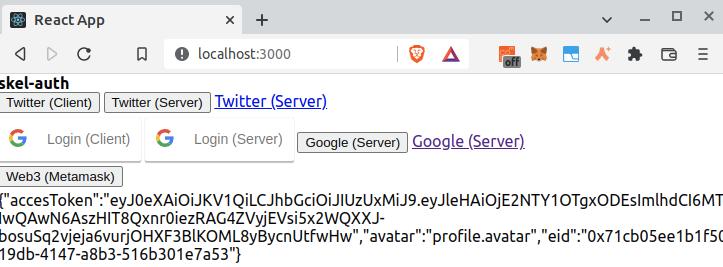 React App
localhost:3000
off
skel-auth
Twitter (Client) Twitter (Server) Twitter (Server)
Login (Client) Login (Server) Google (Server) Google (Server)
Web3 (Metamask)
{"accesToken":"eyJ0eXAiOiJKV1QiLCJhbGciOiJIUzUxMiJ9.eyJleHAiOjE2NTY1OTgxODEsImlhdCI6MT
IwQAwN6AszHIT8Qxnr0iezRAG4ZVyjEVsi5x2WQXXJ-
bosuSq2vjeja6vurjOHXF3BlKOML8yBycnUtfwHw","avatar":"profile.avatar","eid":"0x71cb05ee1b1f50
19db-4147-a8b3-516b301e7a53"}